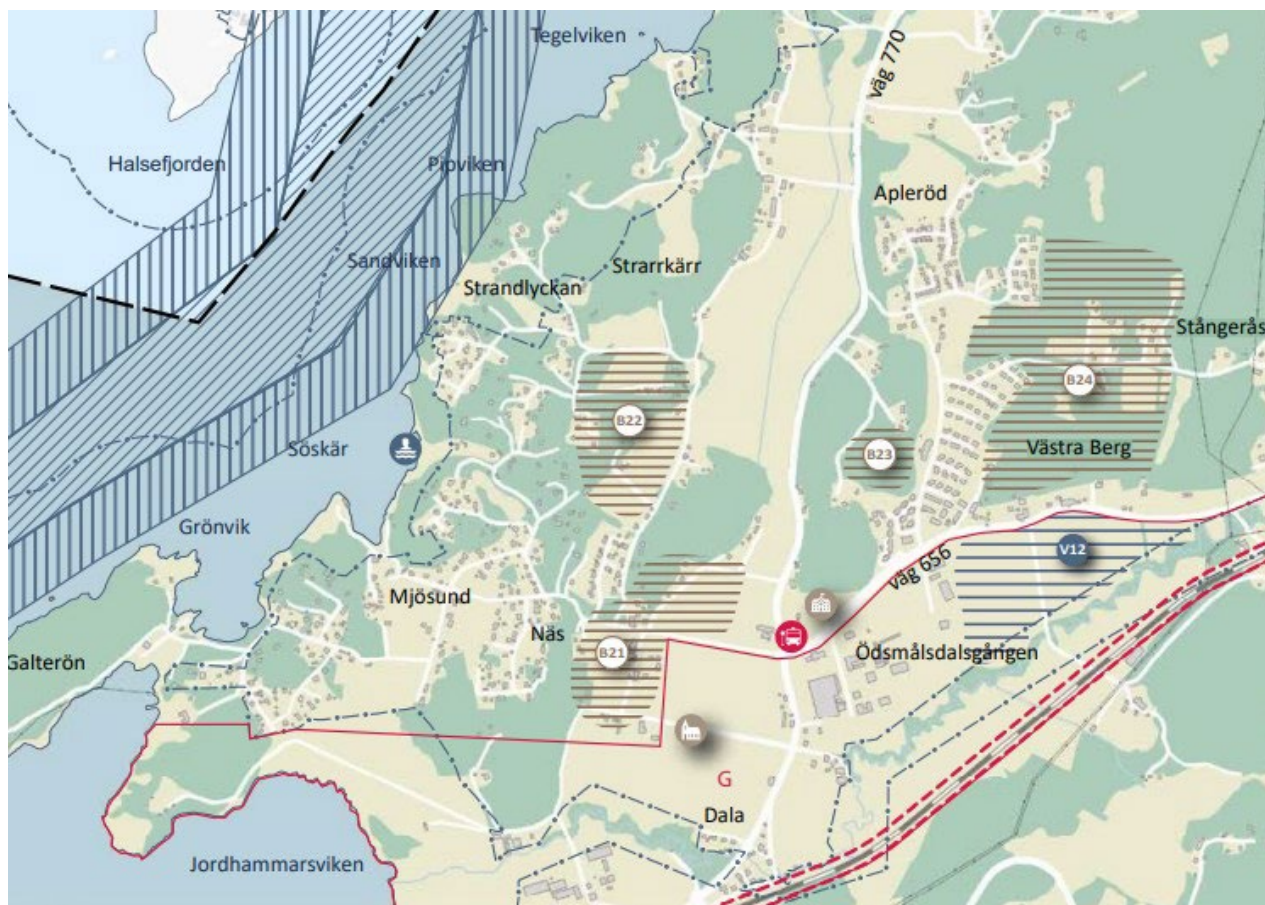 Tegelviken
väg 770
Halsefjorden
Pipviken
Apleröd
Sandviken
Strarrkärr
Strandlyckan
Stångerås
B24
B22
Söskär
B23
Västra Berg
Grönvik
V12
väg 656
Mjösund
Näs
B21
Ödsmålsdalsgången
Galterön
G
Dala
Jordhammarsviken